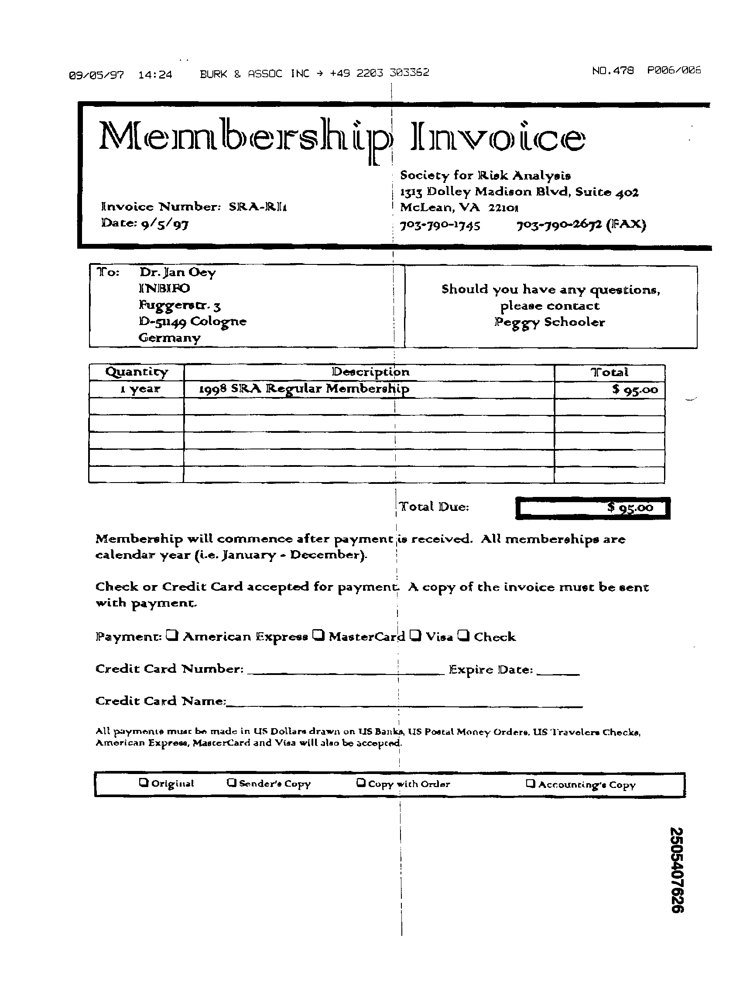 09/05/97 14:24 BURK & ASSOC INC → +49 2203 303362 NO.478 P006/006
Membership Invoice
Society for Risk Analysis
1313 Dolley Madison Blvd, Suite 402
Invoice Number: SRA-RI1 McLean, VA 22101
Date: 9/5/97 703-790-1745 703-790-2672 (FAX)
To: Dr. Jan Oey
INBIFO
Fuggerstr. 3
D-51149 Cologne
Germany
Should you have any questions,
please contact
Peggy Schooler
Quantity Description Total
1 year 1998 SRA Regular Membership $ 95.00
Total Due: $ 95.00
Membership will commence after payment is received. All memberships are
calendar year (i.e. January - December).
Check or Credit Card accepted for payment. A copy of the invoice must be sent
with payment.
Payment: ❑ American Express ❑ MasterCard ❑ Visa ❑ Check
Credit Card Number: ______ Expire Date: ______
Credit Card Name: ______
All payments must be made in US Dollars drawn on US Banks, US Postal Money Orders, US Travelers Checks,
American Express, MasterCard and Visa will also be accepted.
❑ Original ❑ Sender's Copy ❑ Copy with Order ❑ Accounting's Copy
2505407626